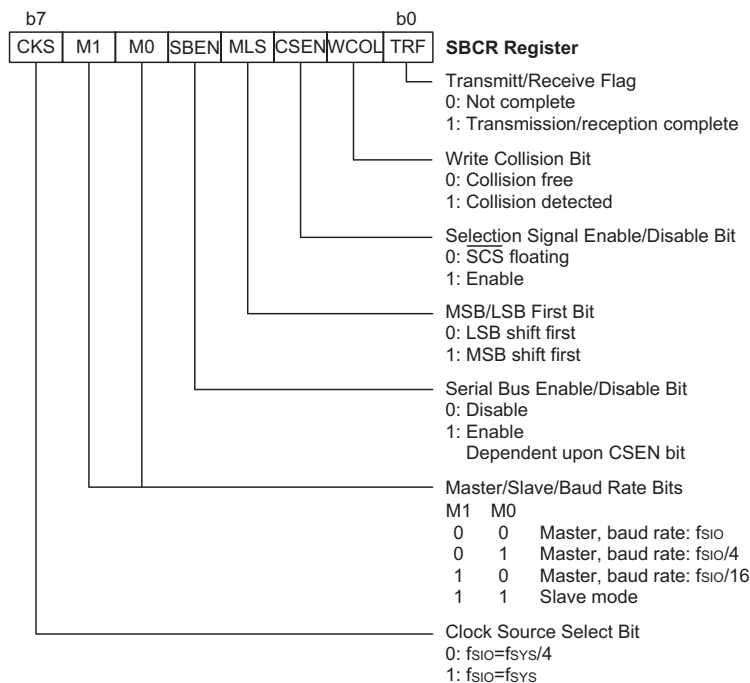 b7 b0
CKS M1 M0 SBEN MLS CSEN WCOL TRF SBCR Register
Transmitt/Receive Flag
0: Not complete
1: Transmission/reception complete
Write Collision Bit
0: Collision free
1: Collision detected
Selection Signal Enable/Disable Bit
0: S̅C̅S̅ floating
1: Enable
MSB/LSB First Bit
0: LSB shift first
1: MSB shift first
Serial Bus Enable/Disable Bit
0: Disable
1: Enable
Dependent upon CSEN bit
Master/Slave/Baud Rate Bits
M1 M0
0 0 Master, baud rate: fSIO
0 1 Master, baud rate: fSIO/4
1 0 Master, baud rate: fSIO/16
1 1 Slave mode
Clock Source Select Bit
0: fSIO=fSYS/4
1: fSIO=fSYS